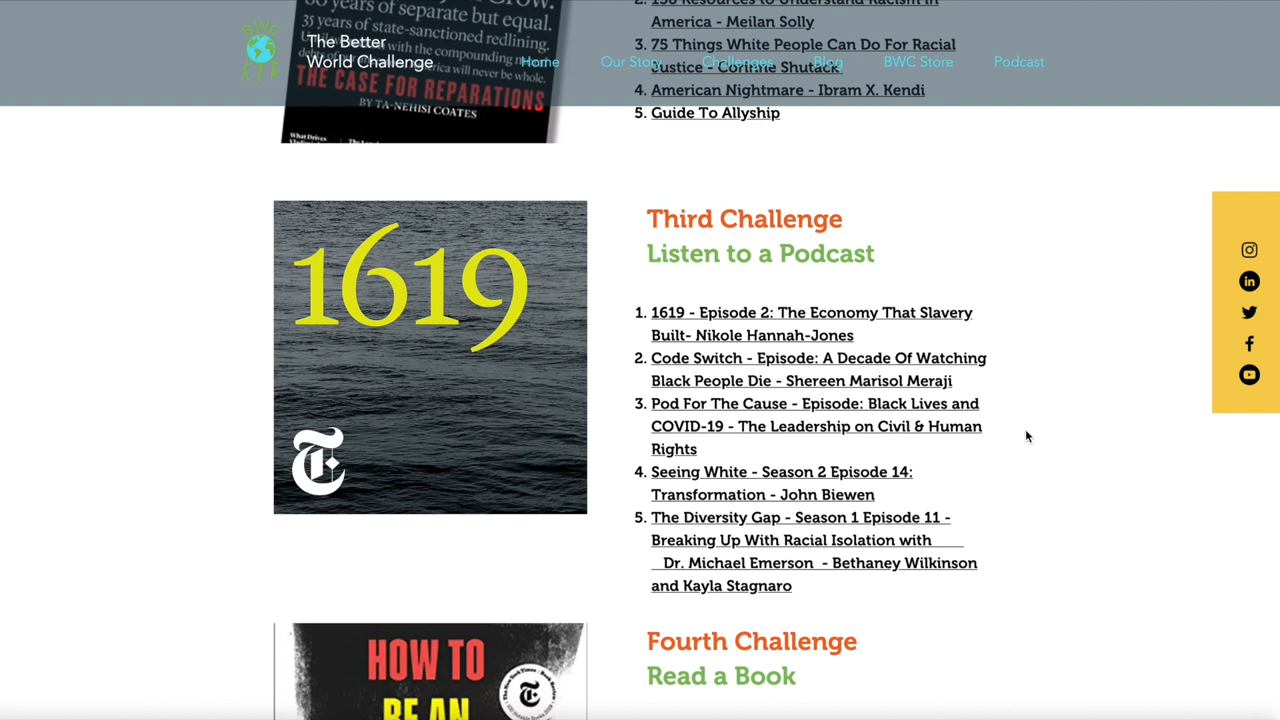 35 years of state-sanctioned redlining.
THE CASE FOR REPARATIONS
BY TA-NEHISI COATES
BWC
The Better
World Challenge
Home
Our Story
Challenges
Blog
BWC Store
Podcast
America - Meilan Solly
3. 75 Things White People Can Do For Racial
Justice - Corinne Shutack
4. American Nightmare - Ibram X. Kendi
5. Guide To Allyship
1619
Third Challenge
Listen to a Podcast
1. 1619 - Episode 2: The Economy That Slavery
Built- Nikole Hannah-Jones
2. Code Switch - Episode: A Decade Of Watching
Black People Die - Shereen Marisol Meraji
3. Pod For The Cause - Episode: Black Lives and
COVID-19 - The Leadership on Civil & Human
Rights
4. Seeing White - Season 2 Episode 14:
Transformation - John Biewen
5. The Diversity Gap - Season 1 Episode 11 -
Breaking Up With Racial Isolation with
Dr. Michael Emerson - Bethaney Wilkinson
and Kayla Stagnaro
HOW TO
BE AN
Fourth Challenge
Read a Book